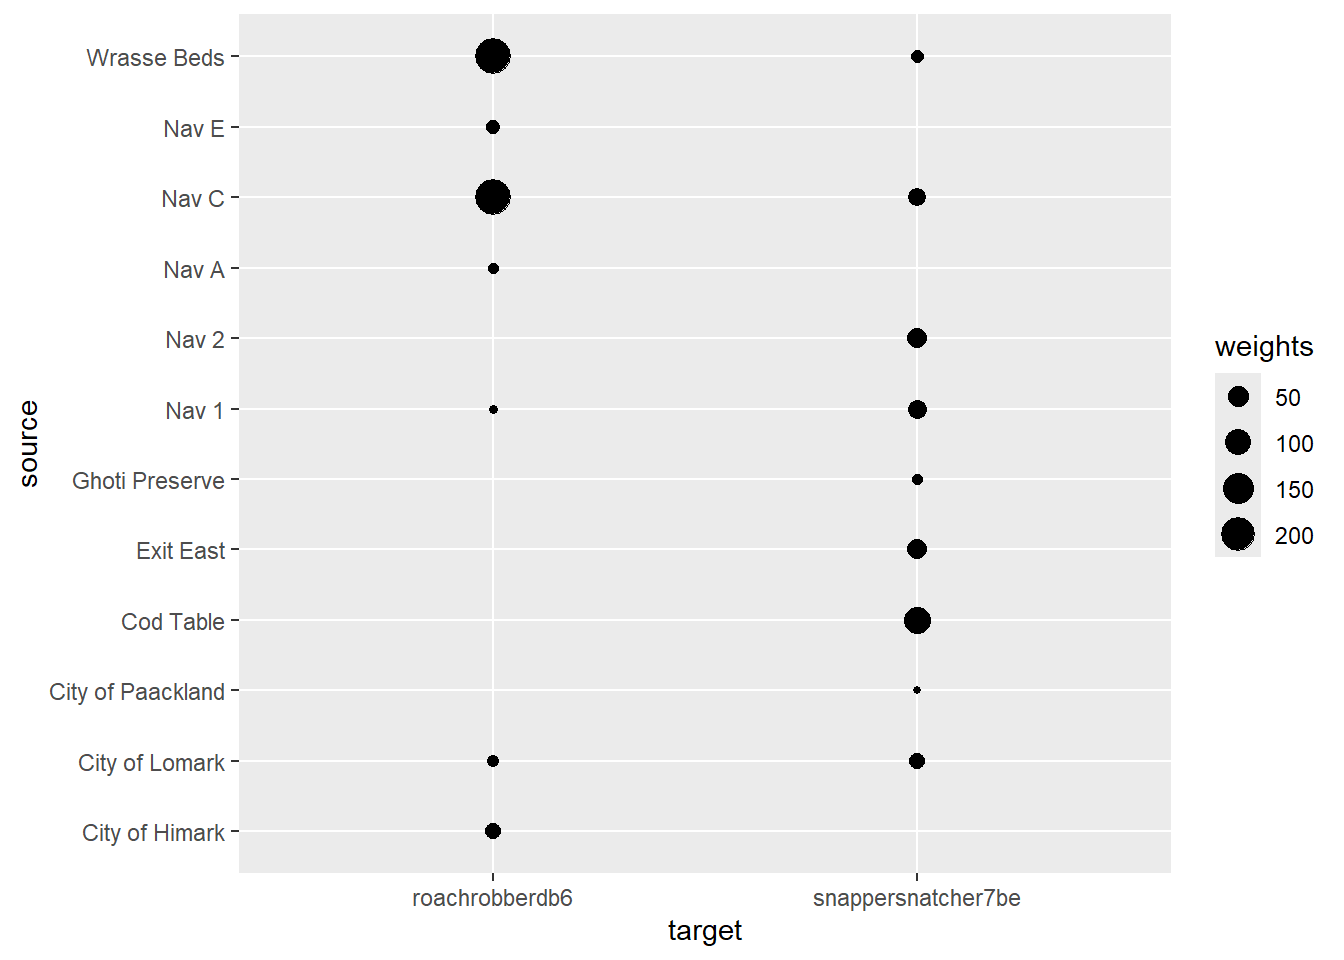 Wrasse Beds
Nav E
Nav C
Nav A
Nav 2
Nav 1
Ghoti Preserve
Exit East
Cod Table
City of Paackland
City of Lomark
City of Himark
source
roachrobberdb6 snappersnatcher7be
target
weights
50
100
150
200